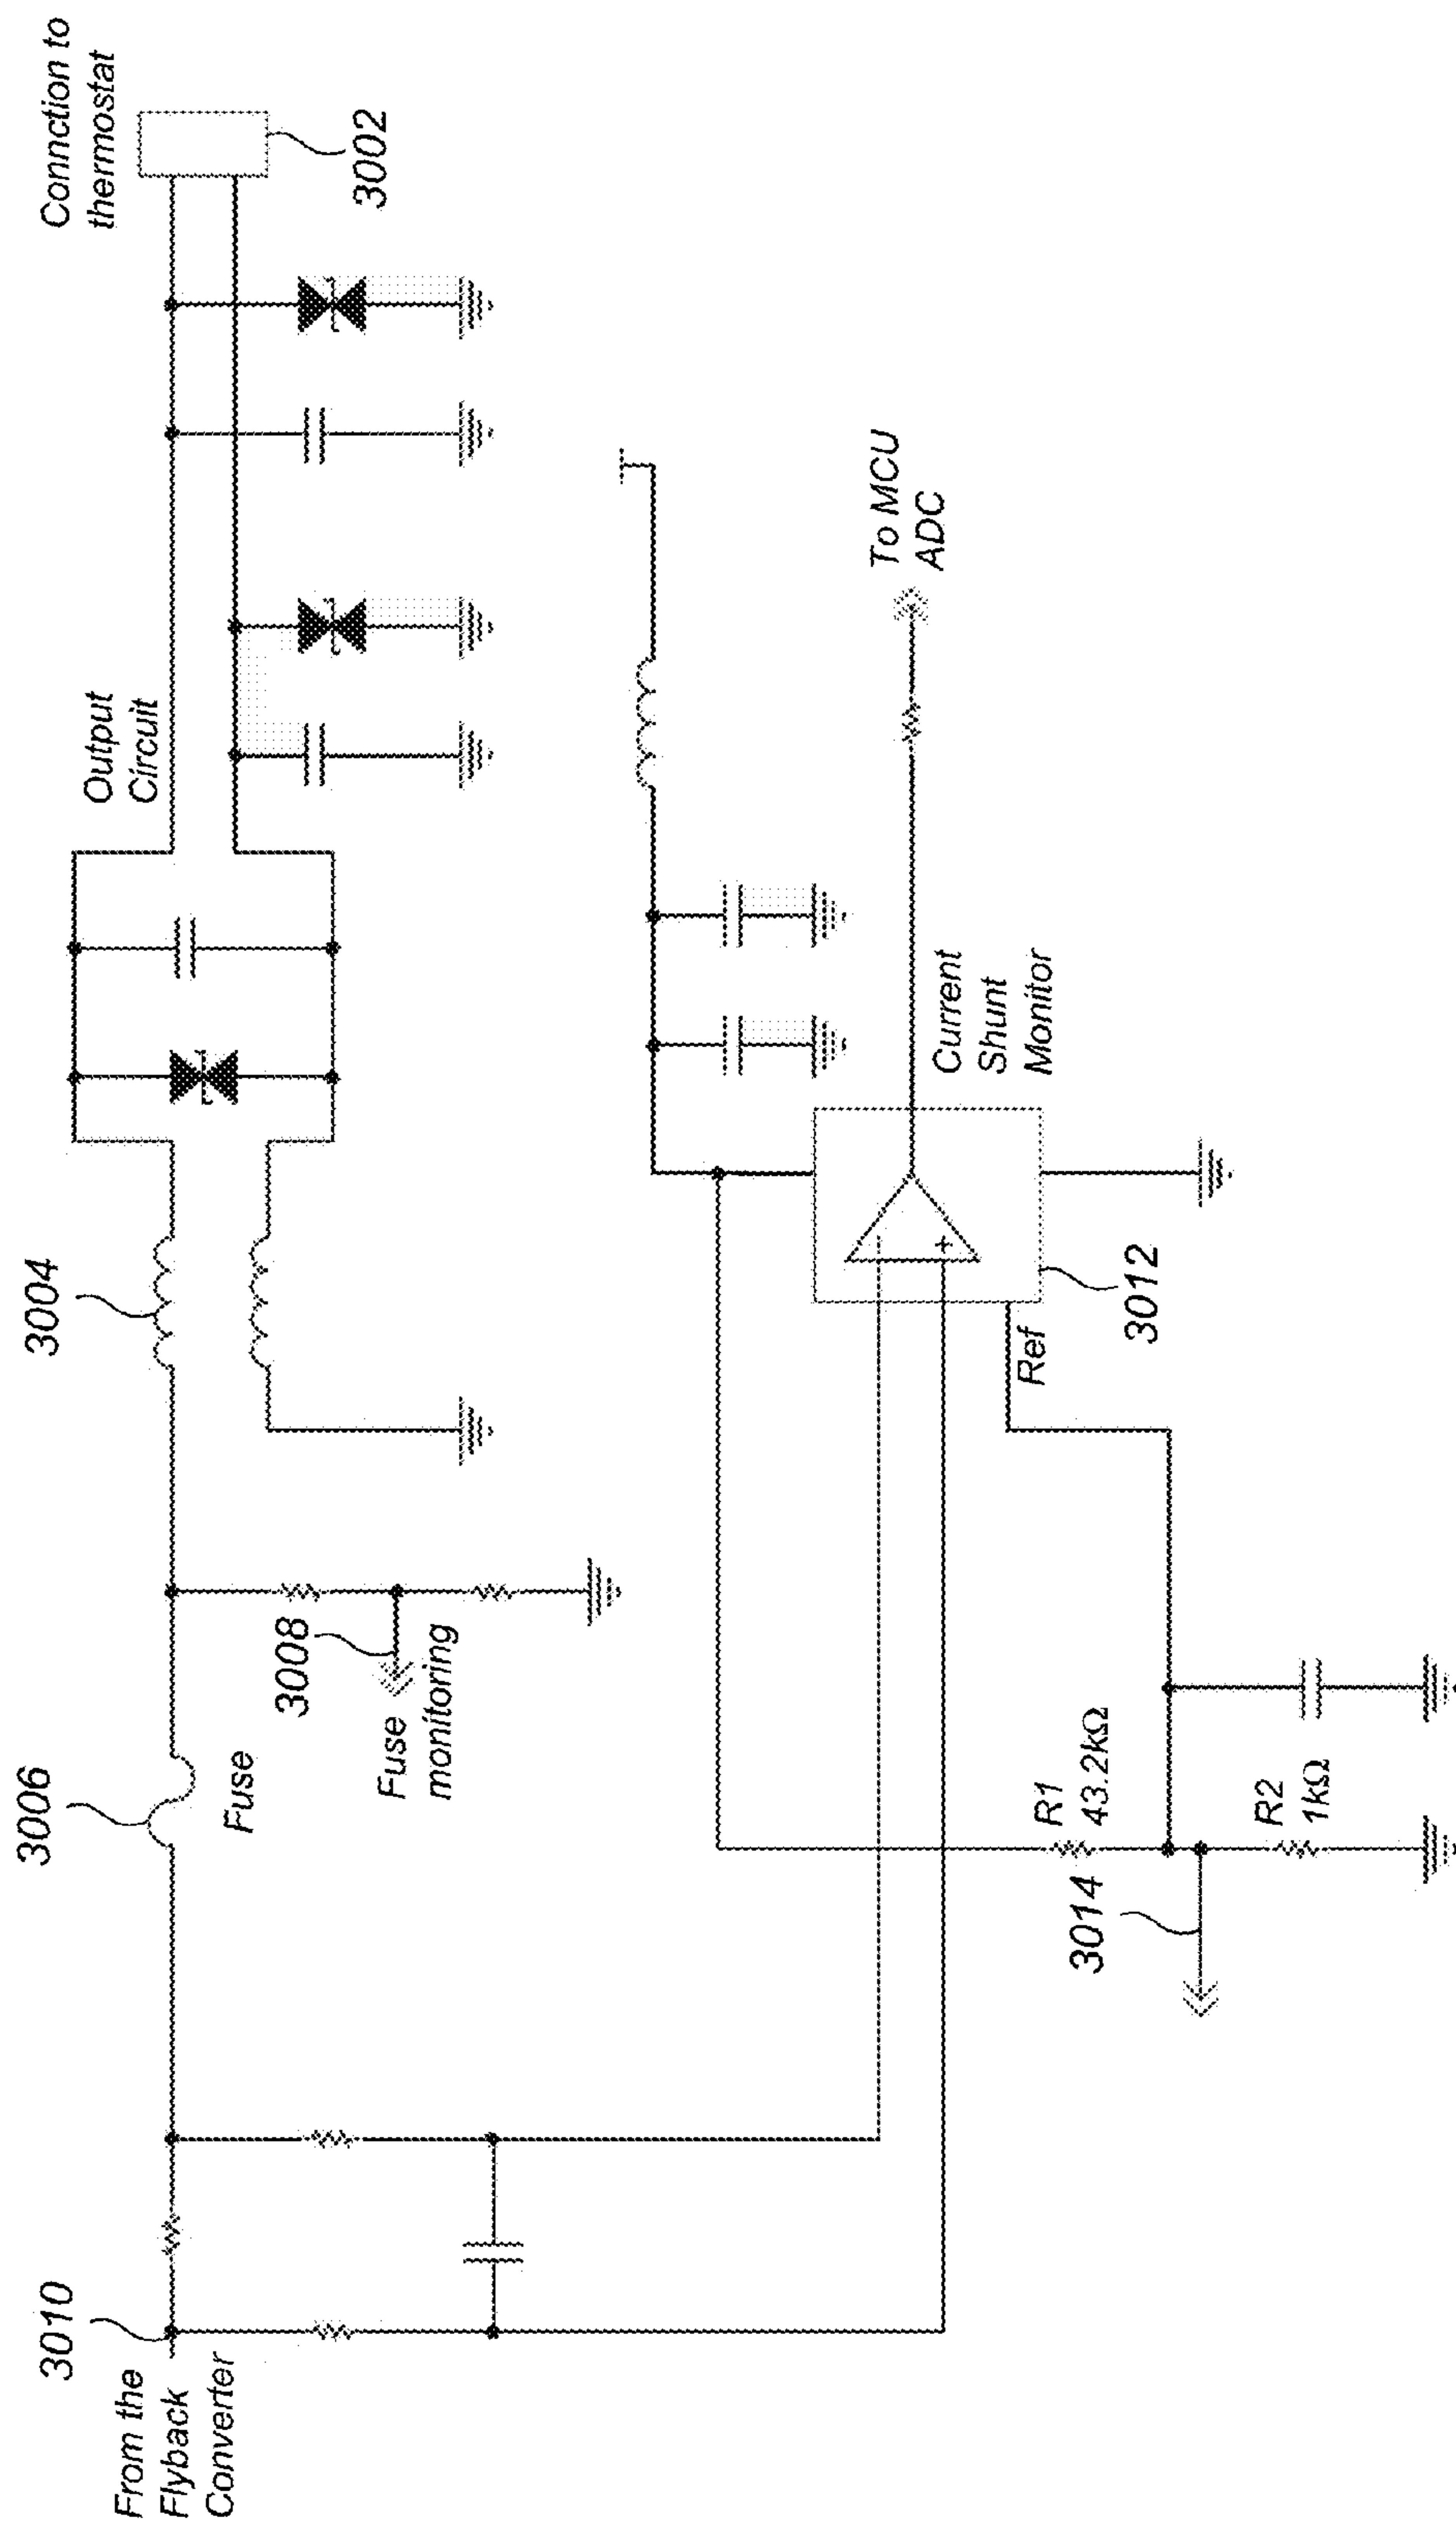 Connction to
thermostat
3002
Output
Circuit
3004
3006
Fuse
3008
Fuse
monitoring
3010
From the
Flyback
Converter
To MCU
ADC
Current
Shunt
Monitor
3012
Ref
R1
43.2kΩ
R2
1kΩ
3014
+
-